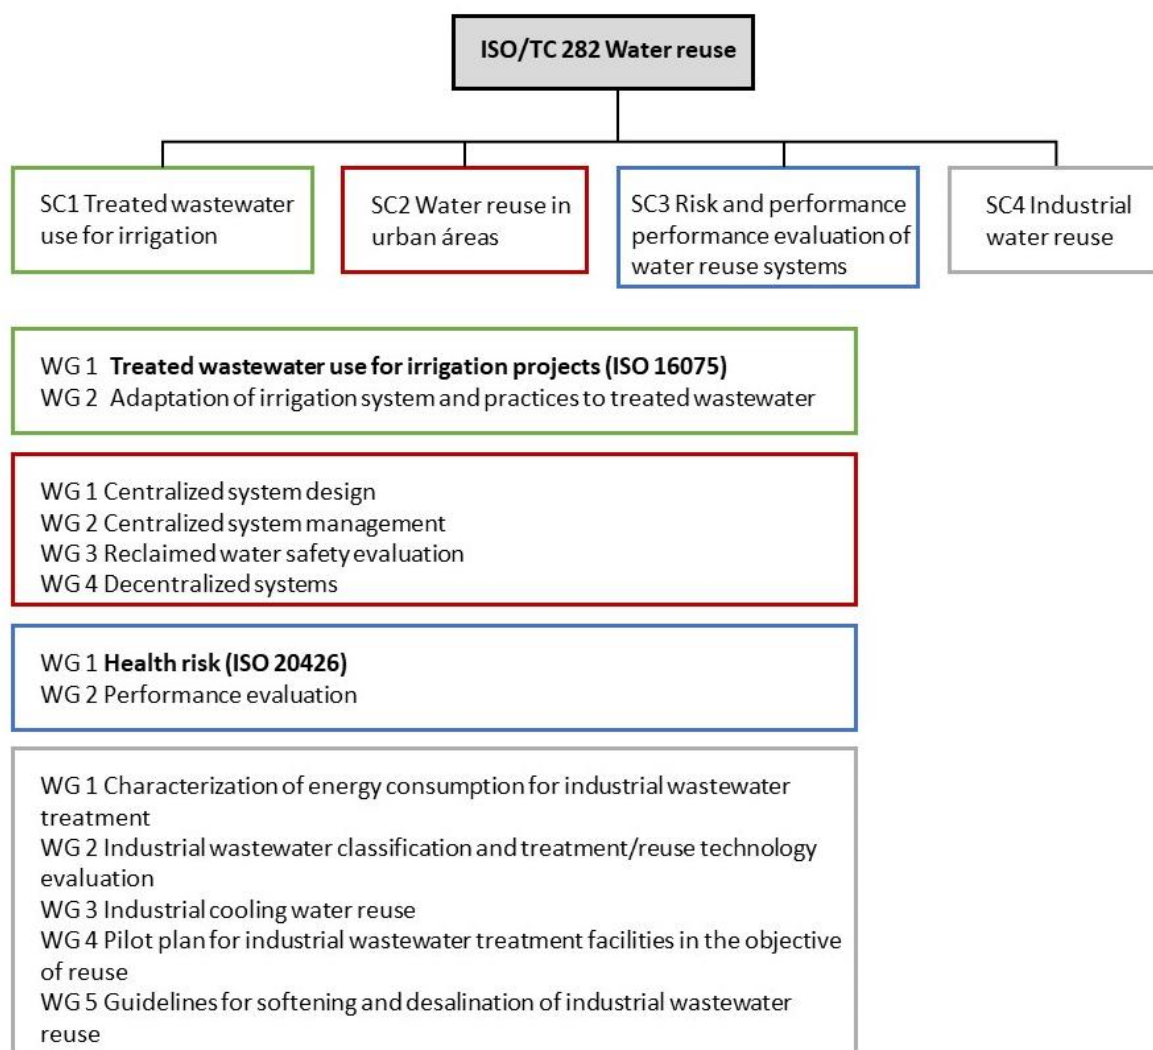 ISO/TC 282 Water reuse
SC1 Treated wastewater
use for irrigation
SC2 Water reuse in
urban áreas
SC3 Risk and performance
performance evaluation of
water reuse systems
SC4 Industrial
water reuse
WG 1 Treated wastewater use for irrigation projects (ISO 16075)
WG 2 Adaptation of irrigation system and practices to treated wastewater
WG 1 Centralized system design
WG 2 Centralized system management
WG 3 Reclaimed water safety evaluation
WG 4 Decentralized systems
WG 1 Health risk (ISO 20426)
WG 2 Performance evaluation
WG 1 Characterization of energy consumption for industrial wastewater
treatment
WG 2 Industrial wastewater classification and treatment/reuse technology
evaluation
WG 3 Industrial cooling water reuse
WG 4 Pilot plan for industrial wastewater treatment facilities in the objective
of reuse
WG 5 Guidelines for softening and desalination of industrial wastewater
reuse